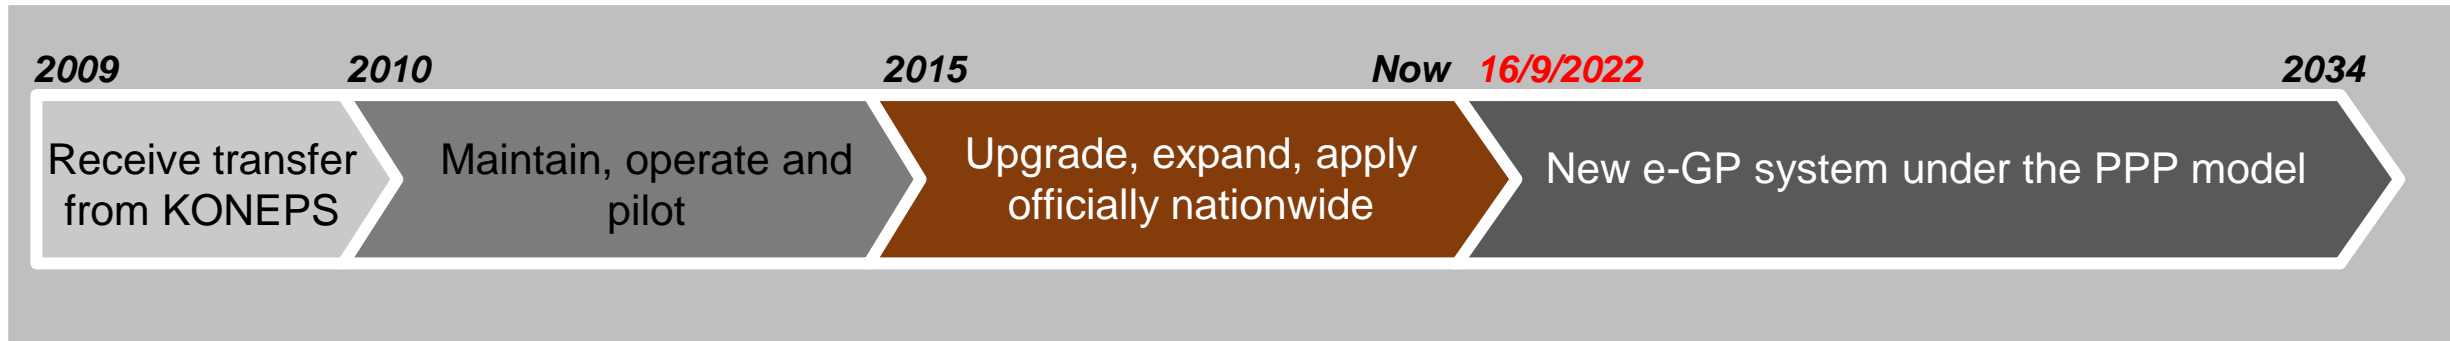 2009 2010 2015 Now 16/9/2022 2034
Receive transfer
from KONEPS
Maintain, operate and
pilot
Upgrade, expand, apply
officially nationwide
New e-GP system under the PPP model